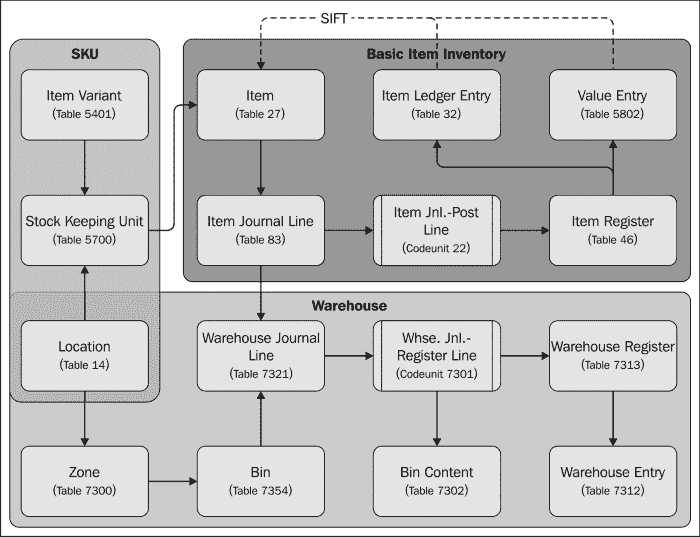 SIFT
SKU
Basic Item Inventory
Item Variant
(Table 5401)
Item
(Table 27)
Item Ledger Entry
(Table 32)
Value Entry
(Table 5802)
Stock Keeping Unit
(Table 5700)
Item Journal Line
(Table 83)
Item Jnl.-Post
Line
(Codeunit 22)
Item Register
(Table 46)
Warehouse
Location
(Table 14)
Warehouse Journal
Line
(Table 7321)
Whse. Jnl.-
Register Line
(Codeunit 7301)
Warehouse Register
(Table 7313)
Zone
(Table 7300)
Bin
(Table 7354)
Bin Content
(Table 7302)
Warehouse Entry
(Table 7312)